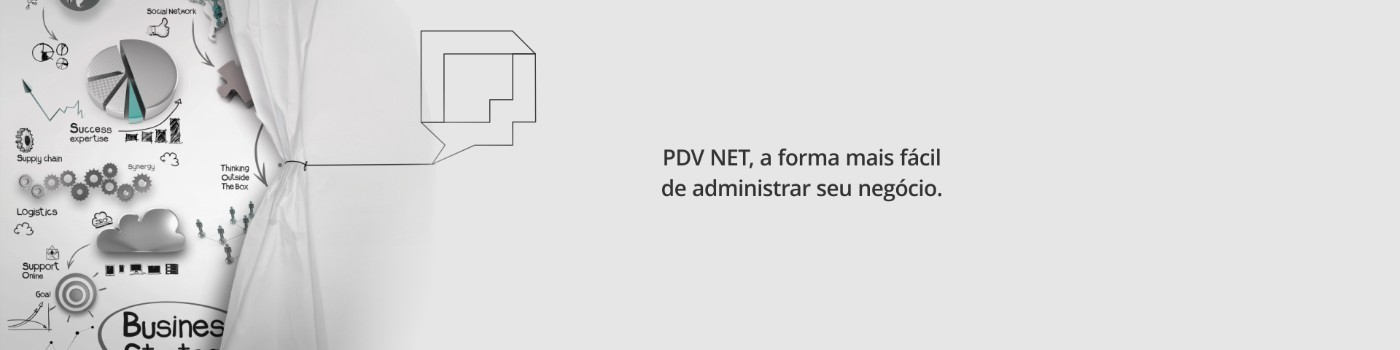 Social Network
Success
expertise
Supply chain
Synergy
Thinking
Outside
The Box
Logistics
SEO
Support
Online
Goal
Busines
PDV NET, a forma mais fácil
de administrar seu negócio.